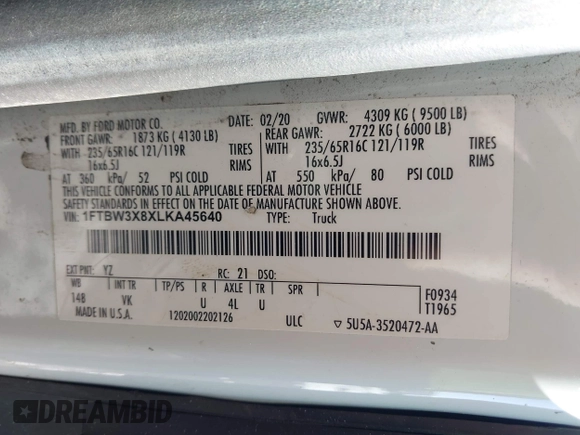 MFD. BY FORD MOTOR CO. DATE: 02/20 GVWR: 4309 KG ( 9500 LB)
FRONT GAWR: 1873 KG ( 4130 LB) REAR GAWR: 2722 KG ( 6000 LB)
WITH 235/65R16C 121/119R TIRES WITH 235/65R16C 121/119R TIRES
16x6.5J RIMS 16x6.5J RIMS
AT 360 kPa/ 52 PSI COLD AT 550 kPa/ 80 PSI COLD
THIS VEHICLE CONFORMS TO ALL APPLICABLE FEDERAL MOTOR VEHICLE
SAFETY STANDARDS IN EFFECT ON THE DATE OF MANUFACTURE SHOWN ABOVE.
VIN: 1FTBW3X8XLKA45640 TYPE: Truck
EXT PNT: YZ RC: 21 DSO:
WB INT TR TP/PS R AXLE TR SPR
148 VK U 4L U
F0934
T1965
MADE IN U.S.A. 1202002202126 ULC ▽ 5U5A-3520472-AA
DREAMBID